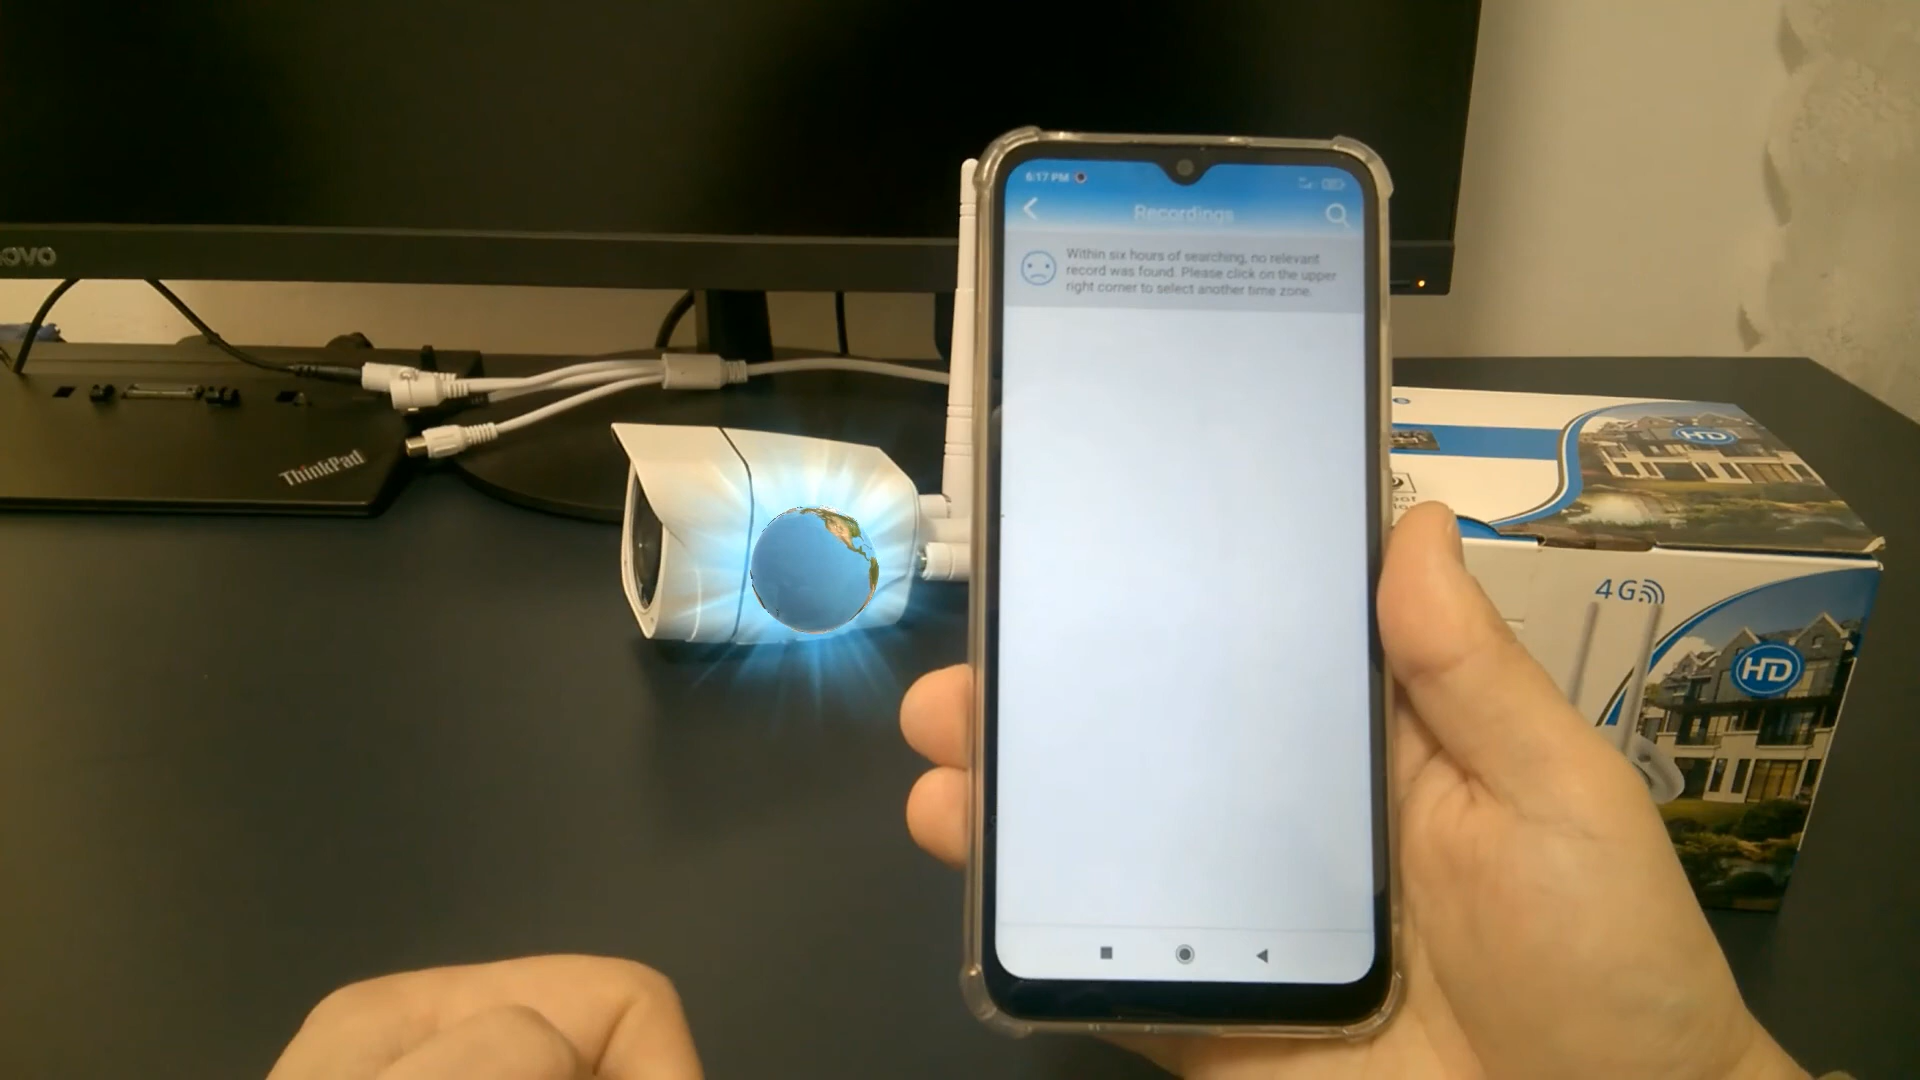 6:17 PM
Recordings
Within six hours of searching, no relevant
record was found. Please click on the upper
right corner to select another time zone.
ThinkPad
HD
4G
HD